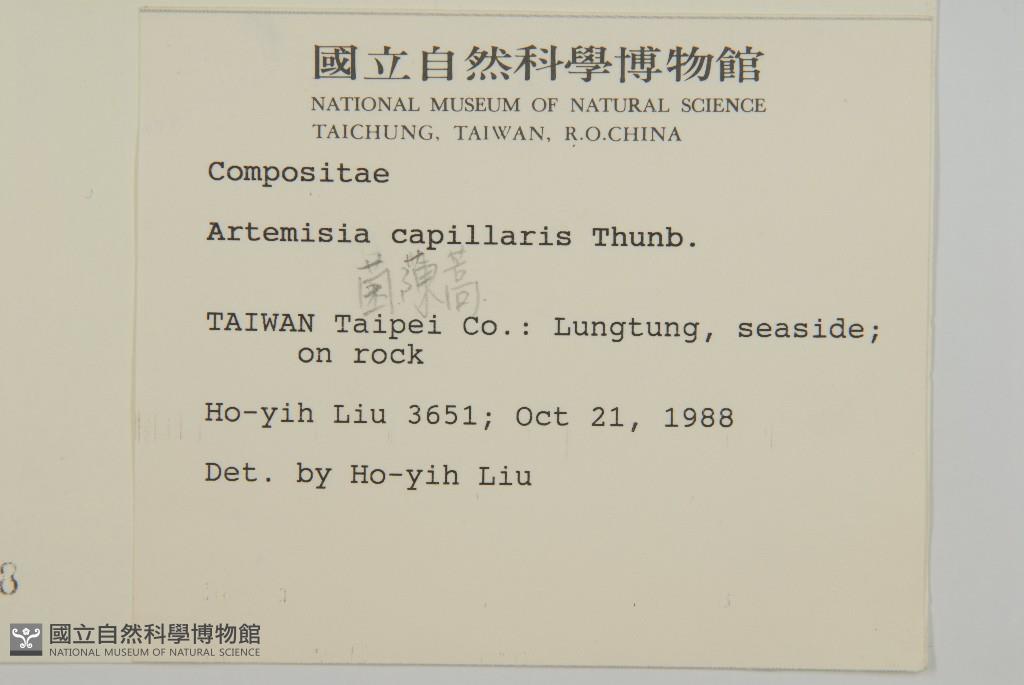 國立自然科學博物館
NATIONAL MUSEUM OF NATURAL SCIENCE
TAICHUNG, TAIWAN, R.O.CHINA
Compositae
Artemisia capillaris Thunb.
茵蔯蒿
TAIWAN Taipei Co.: Lungtung, seaside;
on rock
Ho-yih Liu 3651; Oct 21, 1988
Det. by Ho-yih Liu
8
國立自然科學博物館
NATIONAL MUSEUM OF NATURAL SCIENCE